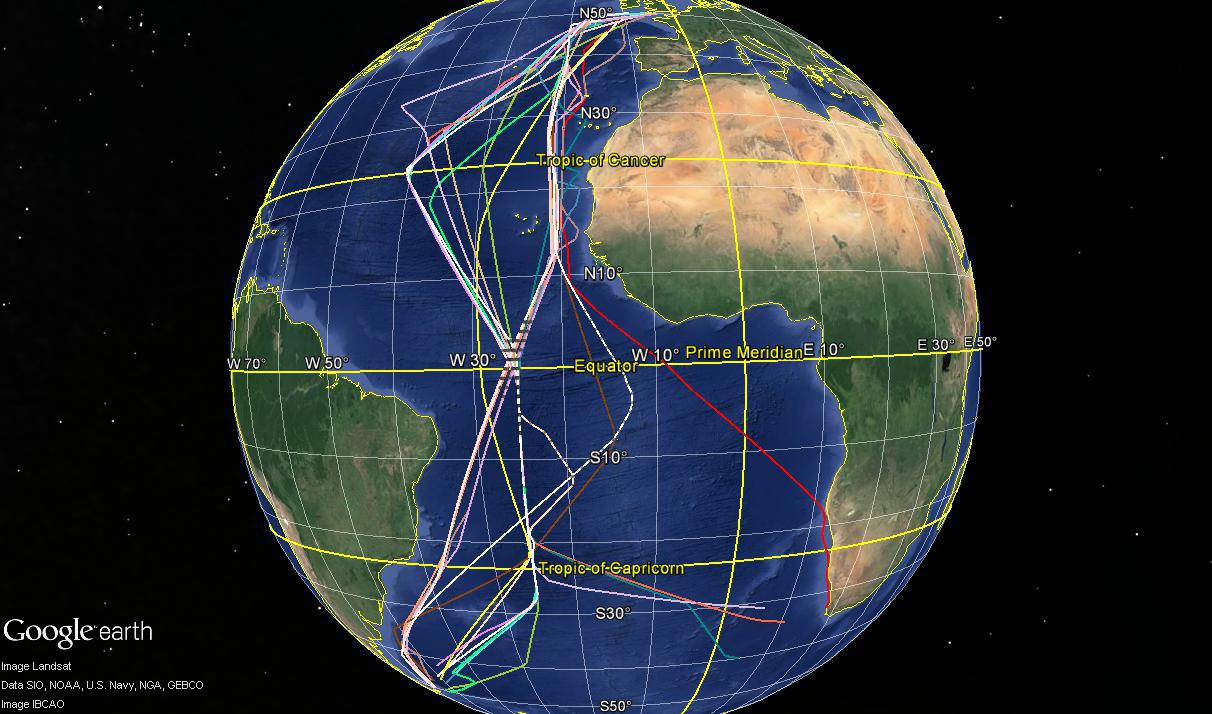 N50°
N30°
Tropic of Cancer
N10°
W 70°
W 50°
W 30°
Equator
W 10°
Prime Meridian
E 10°
E 30°
E 50°
S10°
Tropic of Capricorn
S30°
S50°
Google earth
Image Landsat
Data SIO, NOAA, U.S. Navy, NGA, GEBCO
Image IBCAO